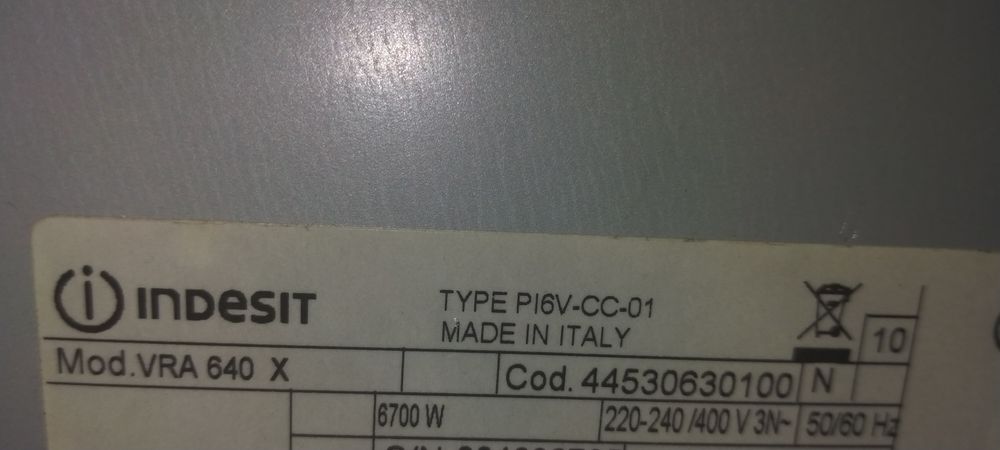 INDESIT
TYPE PI6V-CC-01
MADE IN ITALY
10
Mod.VRA 640 X
Cod. 44530630100 N
6700 W 220-240 /400 V 3N~ 50/60 Hz